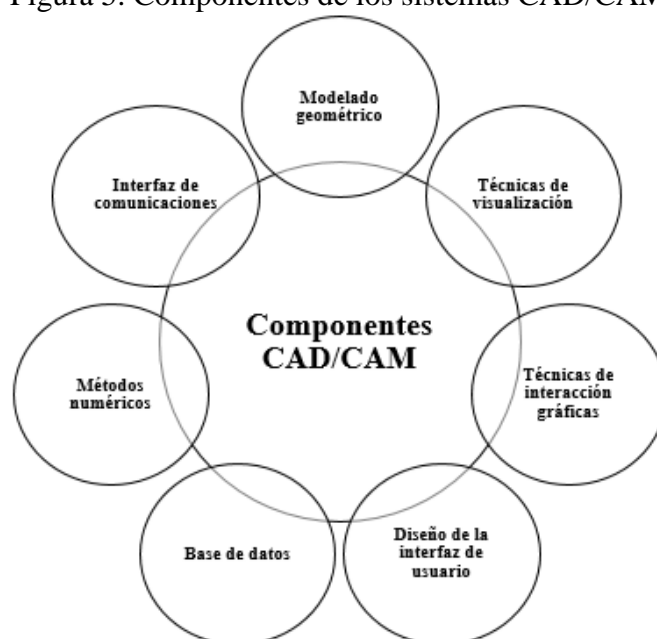 Figura 3. Componentes de los sistemas CAD/CAM
Modelado
geométrico
Técnicas de
visualización
Técnicas de
interacción
gráficas
Diseño de la
interfaz de
usuario
Base de datos
Métodos
numéricos
Interfaz de
comunicaciones
Componentes
CAD/CAM